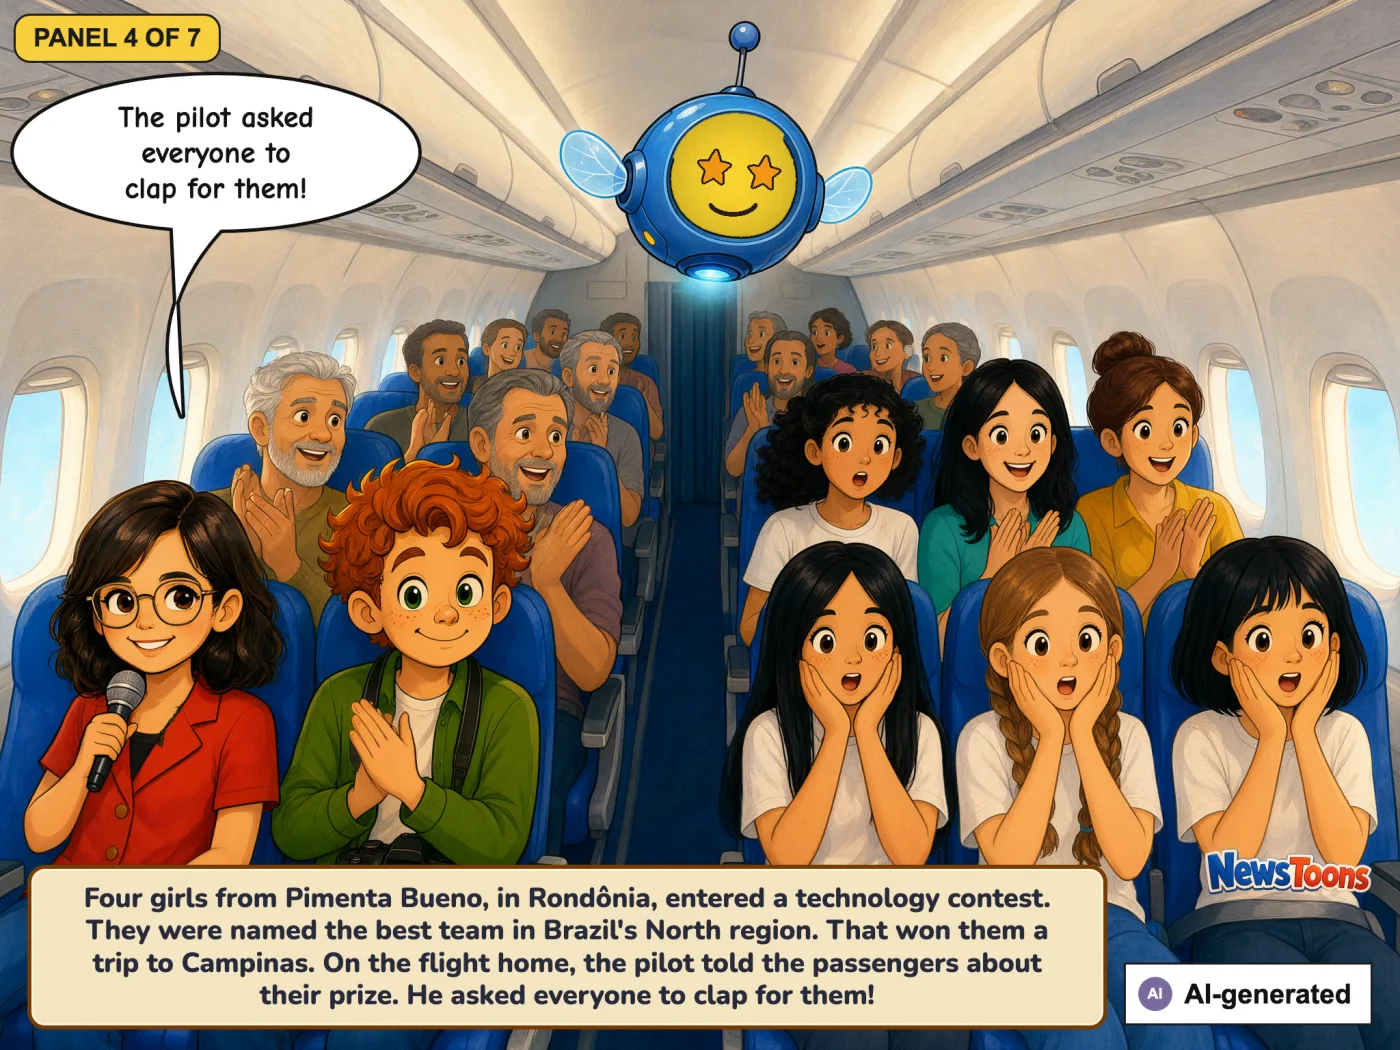 PANEL 4 OF 7
The pilot asked
everyone to
clap for them!
Four girls from Pimenta Bueno, in Rondônia, entered a technology contest.
They were named the best team in Brazil's North region. That won them a
trip to Campinas. On the flight home, the pilot told the passengers about
their prize. He asked everyone to clap for them!
NewsToons
AI AI-generated